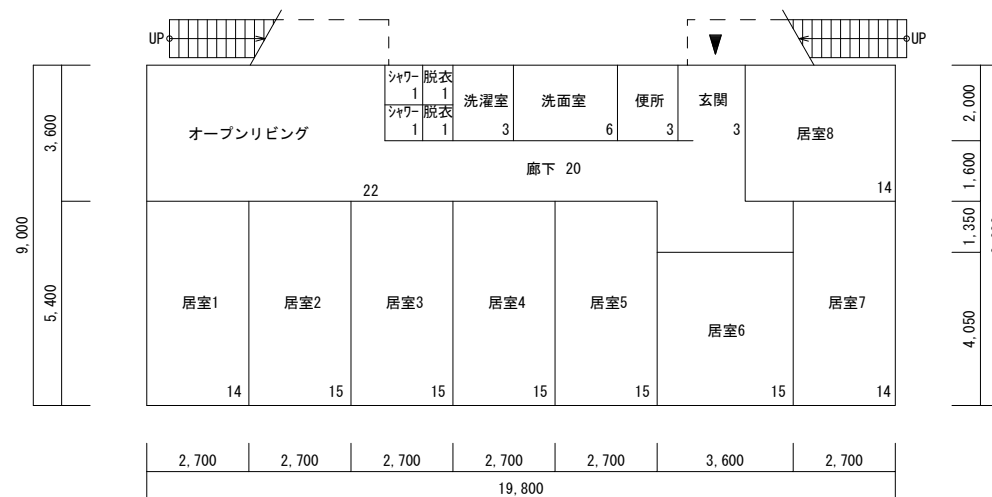 UP
UP
シャワー
1
脱衣
1
シャワー
1
脱衣
1
洗濯室
3
洗面室
6
便所
3
玄関
3
オープンリビング
22
廊下 20
居室8
14
居室1
14
居室2
15
居室3
15
居室4
15
居室5
15
居室6
15
居室7
14
3,600
5,400
9,000
2,000
1,600
1,350
4,050
2,700
2,700
2,700
2,700
2,700
3,600
2,700
19,800